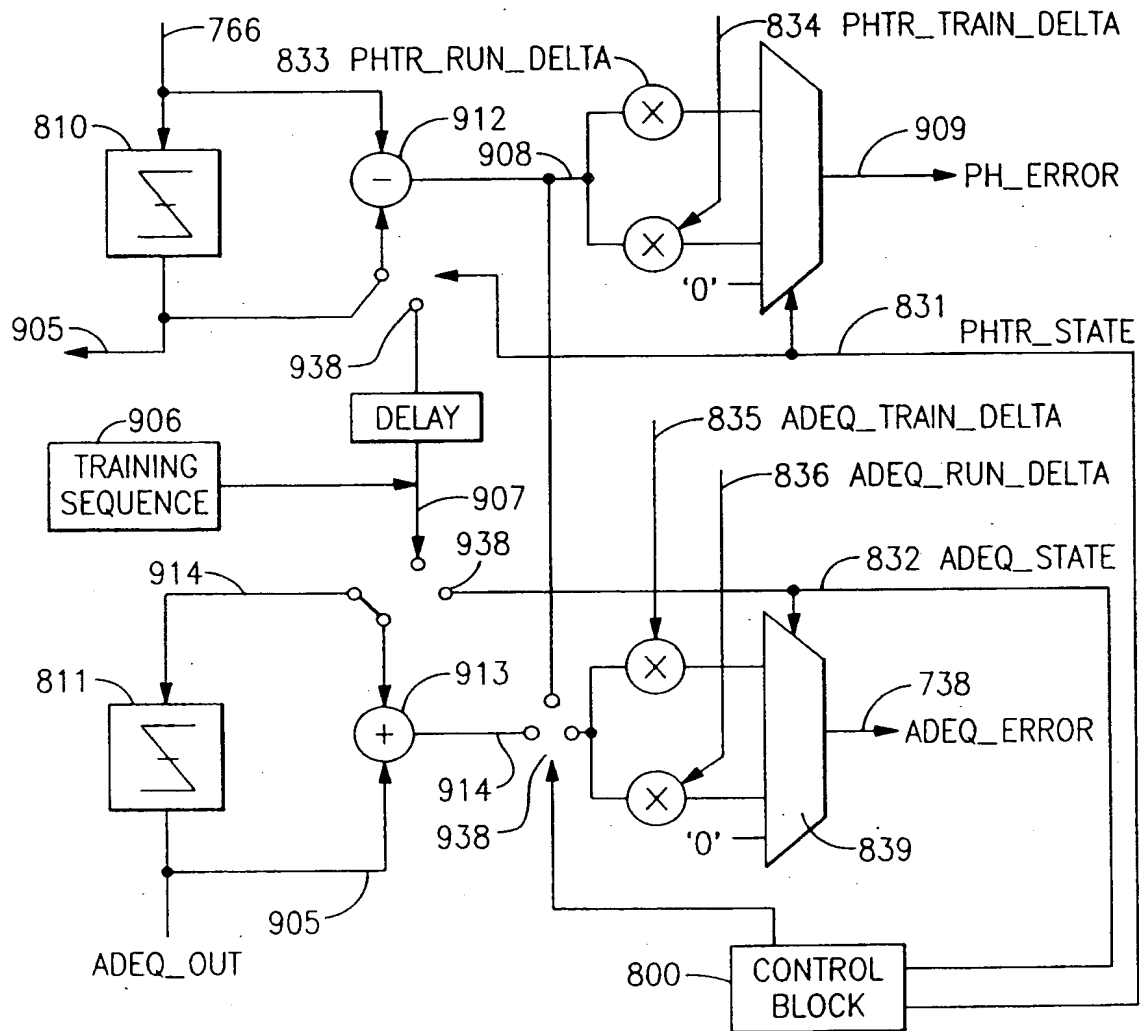 766
834 PHTR_TRAIN_DELTA
833 PHTR_RUN_DELTA
810
912
908
909
PH_ERROR
'0'
831
PHTR_STATE
905
938
DELAY
906
TRAINING
SEQUENCE
907
835 ADEQ_TRAIN_DELTA
836 ADEQ_RUN_DELTA
938
832 ADEQ_STATE
914
811
913
738
ADEQ_ERROR
914
938
'0'
839
905
ADEQ_OUT
800
CONTROL
BLOCK